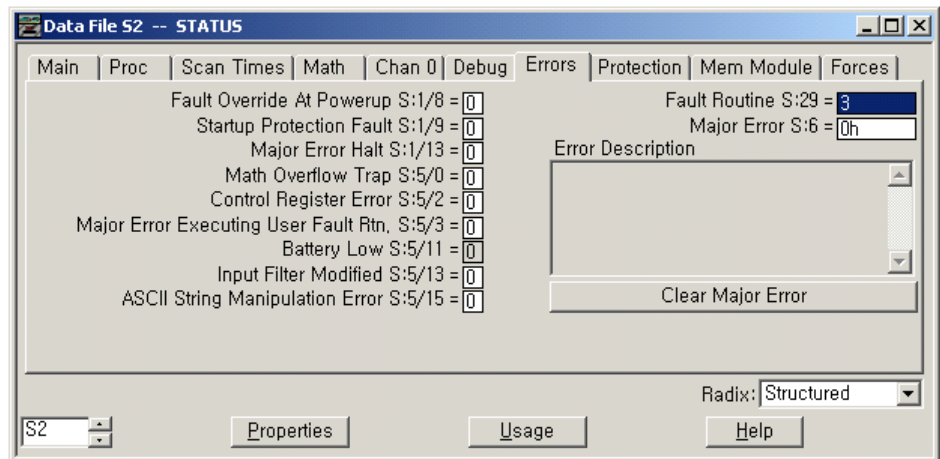 Data File S2 -- STATUS
Main Proc Scan Times Math Chan 0 Debug Errors Protection Mem Module Forces
Fault Override At Powerup S:1/8 = 0
Startup Protection Fault S:1/9 = 0
Major Error Halt S:1/13 = 0
Math Overflow Trap S:5/0 = 0
Control Register Error S:5/2 = 0
Major Error Executing User Fault Rtn. S:5/3 = 0
Battery Low S:5/11 = 0
Input Filter Modified S:5/13 = 0
ASCII String Manipulation Error S:5/15 = 0
Fault Routine S:29 = 3
Major Error S:6 = 0h
Error Description
Clear Major Error
Radix: Structured
S2 Properties Usage Help